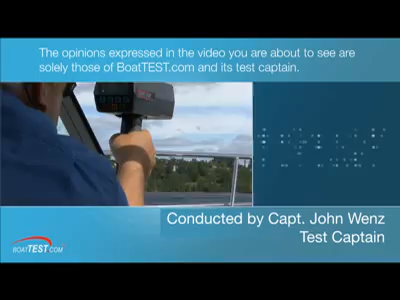 The opinions expressed in the video you are about to see are
solely those of BoatTEST.com and its test captain.
Conducted by Capt. John Wenz
Test Captain
BOATTEST.COM